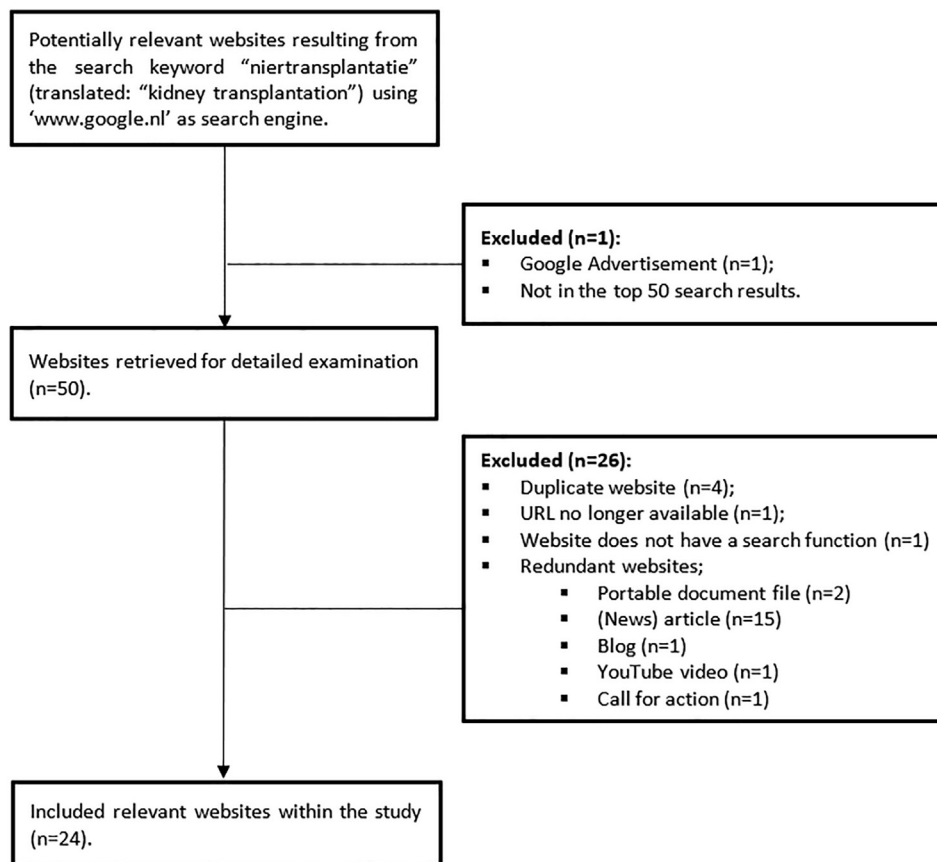 Potentially relevant websites resulting from
the search keyword “niertransplantatie”
(translated: “kidney transplantation”) using
‘www.google.nl’ as search engine.
Excluded (n=1):
▪ Google Advertisement (n=1);
▪ Not in the top 50 search results.
Websites retrieved for detailed examination
(n=50).
Excluded (n=26):
▪ Duplicate website (n=4);
▪ URL no longer available (n=1);
▪ Website does not have a search function (n=1)
▪ Redundant websites;
▪ Portable document file (n=2)
▪ (News) article (n=15)
▪ Blog (n=1)
▪ YouTube video (n=1)
▪ Call for action (n=1)
Included relevant websites within the study
(n=24).